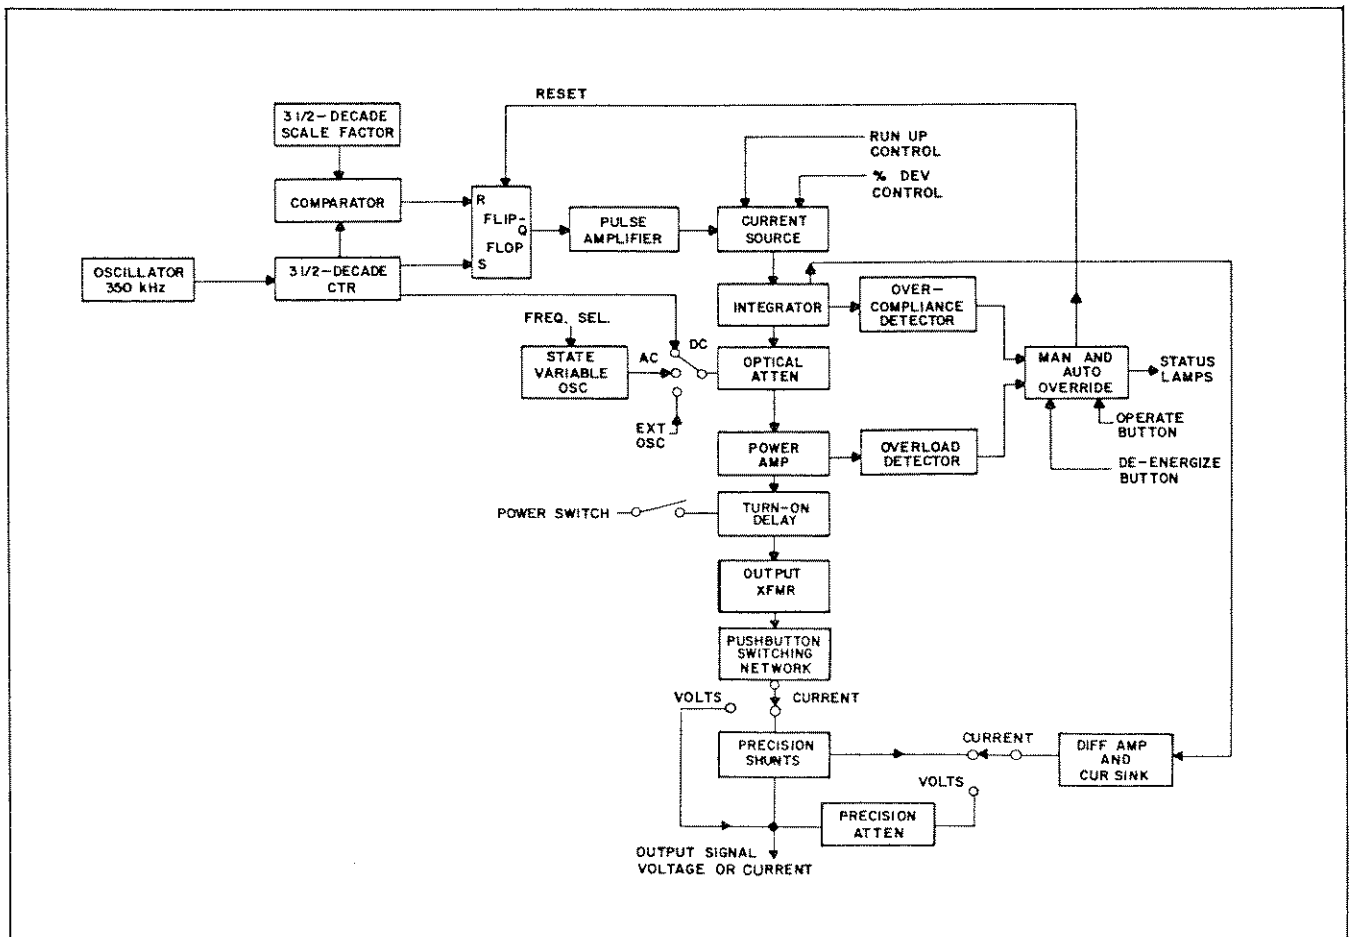 RESET
3 1/2-DECADE
SCALE FACTOR
RUN UP
CONTROL
% DEV
CONTROL
COMPARATOR
R
FLIP-
Q
FLOP
S
PULSE
AMPLIFIER
CURRENT
SOURCE
OSCILLATOR
350 kHz
3 1/2-DECADE
CTR
INTEGRATOR
OVER-
COMPLIANCE
DETECTOR
FREQ. SEL.
STATE
VARIABLE
OSC
AC
DC
OPTICAL
ATTEN
MAN AND
AUTO
OVERRIDE
STATUS
LAMPS
EXT
OSC
POWER
AMP
OVERLOAD
DETECTOR
OPERATE
BUTTON
DE-ENERGIZE
BUTTON
POWER SWITCH
TURN-ON
DELAY
OUTPUT
XFMR
PUSHBUTTON
SWITCHING
NETWORK
VOLTS
CURRENT
PRECISION
SHUNTS
CURRENT
DIFF AMP
AND
CUR SINK
VOLTS
PRECISION
ATTEN
OUTPUT SIGNAL
VOLTAGE OR CURRENT